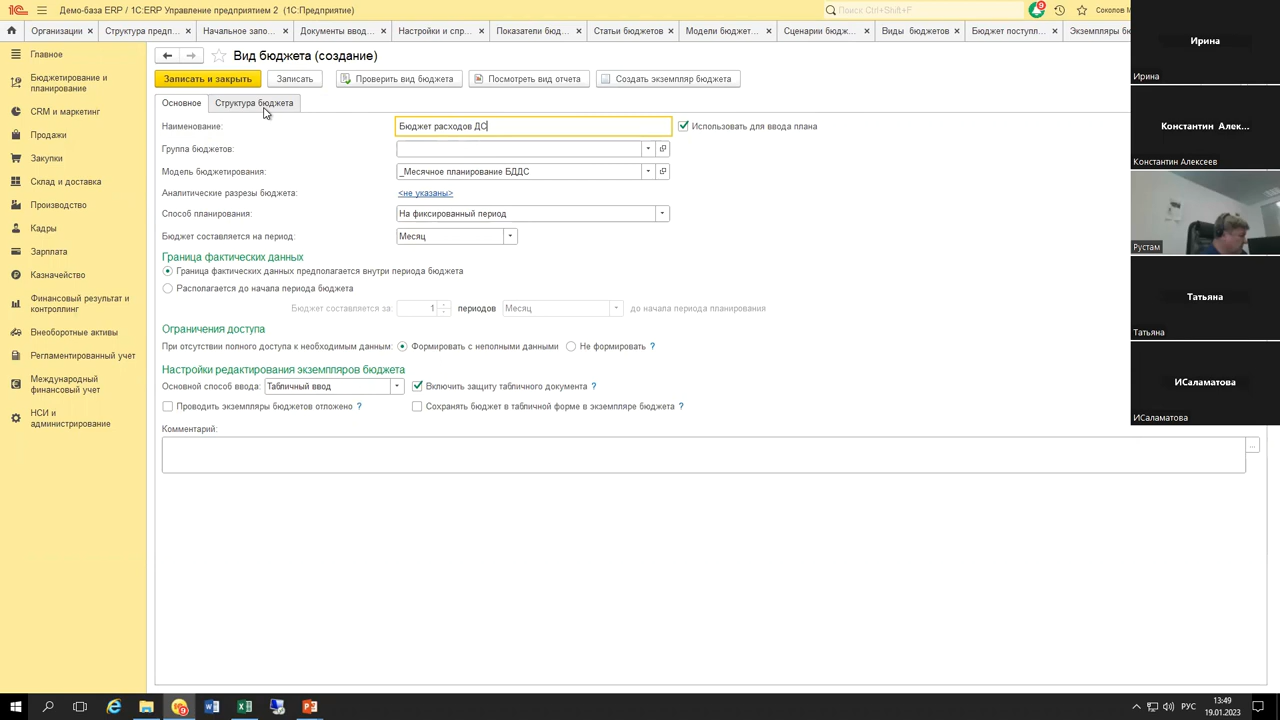 Демо-база ERP / 1С:ERP Управление предприятием 2 (1С:Предприятие)
Поиск Ctrl+Shift+F
9
Соколов М
Организации
Структура предп...
Начальное запо...
Документы ввод...
Настройки и спр...
Показатели бюд...
Статьи бюджетов
Модели бюджет...
Сценарии бюдж...
Виды бюджетов
Бюджет поступл...
Экземпляры бю
Главное
Бюджетирование и
планирование
CRM и маркетинг
Продажи
Закупки
Склад и доставка
Производство
Кадры
Зарплата
Казначейство
Финансовый результат и
контроллинг
Внеоборотные активы
Регламентированный учет
Международный
финансовый учет
НСИ и
администрирование
Вид бюджета (создание)
Записать и закрыть
Записать
Проверить вид бюджета
Посмотреть вид отчета
Создать экземпляр бюджета
Основное
Структура бюджета
Наименование:
Бюджет расходов ДС
Использовать для ввода плана
Группа бюджетов:
Модель бюджетирования:
_Месячное планирование БДДС
Аналитические разрезы бюджета:
<не указаны>
Способ планирования:
На фиксированный период
Бюджет составляется на период:
Месяц
Граница фактических данных
Граница фактических данных предполагается внутри периода бюджета
Располагается до начала периода бюджета
Бюджет составляется за:
1
периодов
Месяц
до начала периода планирования
Ограничения доступа
При отсутствии полного доступа к необходимым данным:
Формировать с неполными данными
Не формировать ?
Настройки редактирования экземпляров бюджета
Основной способ ввода:
Табличный ввод
Включить защиту табличного документа ?
Проводить экземпляры бюджетов отложено ?
Сохранять бюджет в табличной форме в экземпляре бюджета ?
Комментарий:
...
Ирина
Ирина
Константин Алек...
Константин Алексеев
Рустам
Татьяна
Татьяна
ИСаламатова
ИСаламатова
РУС
13:49
19.01.2023